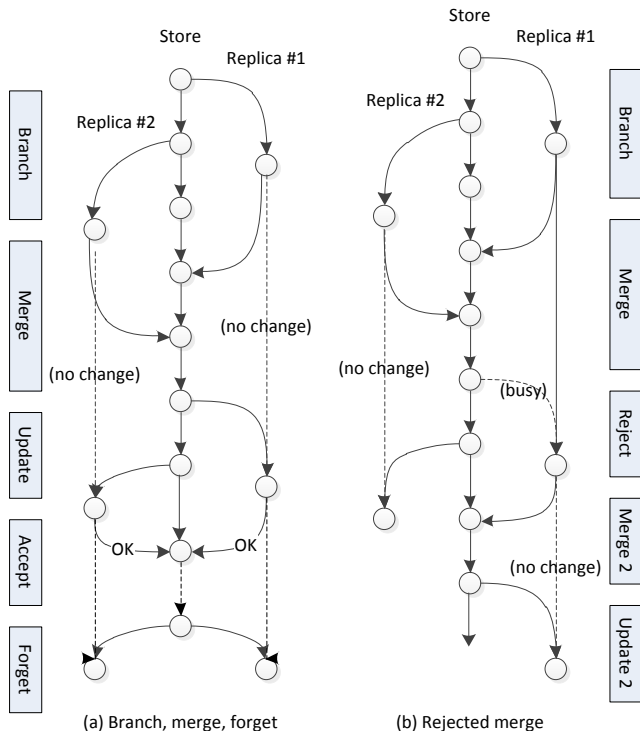 Store
Replica #1
Replica #2
Branch
Merge
(no change)
(no change)
Update
Accept
OK
OK
Forget
(a) Branch, merge, forget
Store
Replica #1
Replica #2
Branch
Merge
(no change)
(busy)
Reject
Merge 2
(no change)
Update 2
(b) Rejected merge